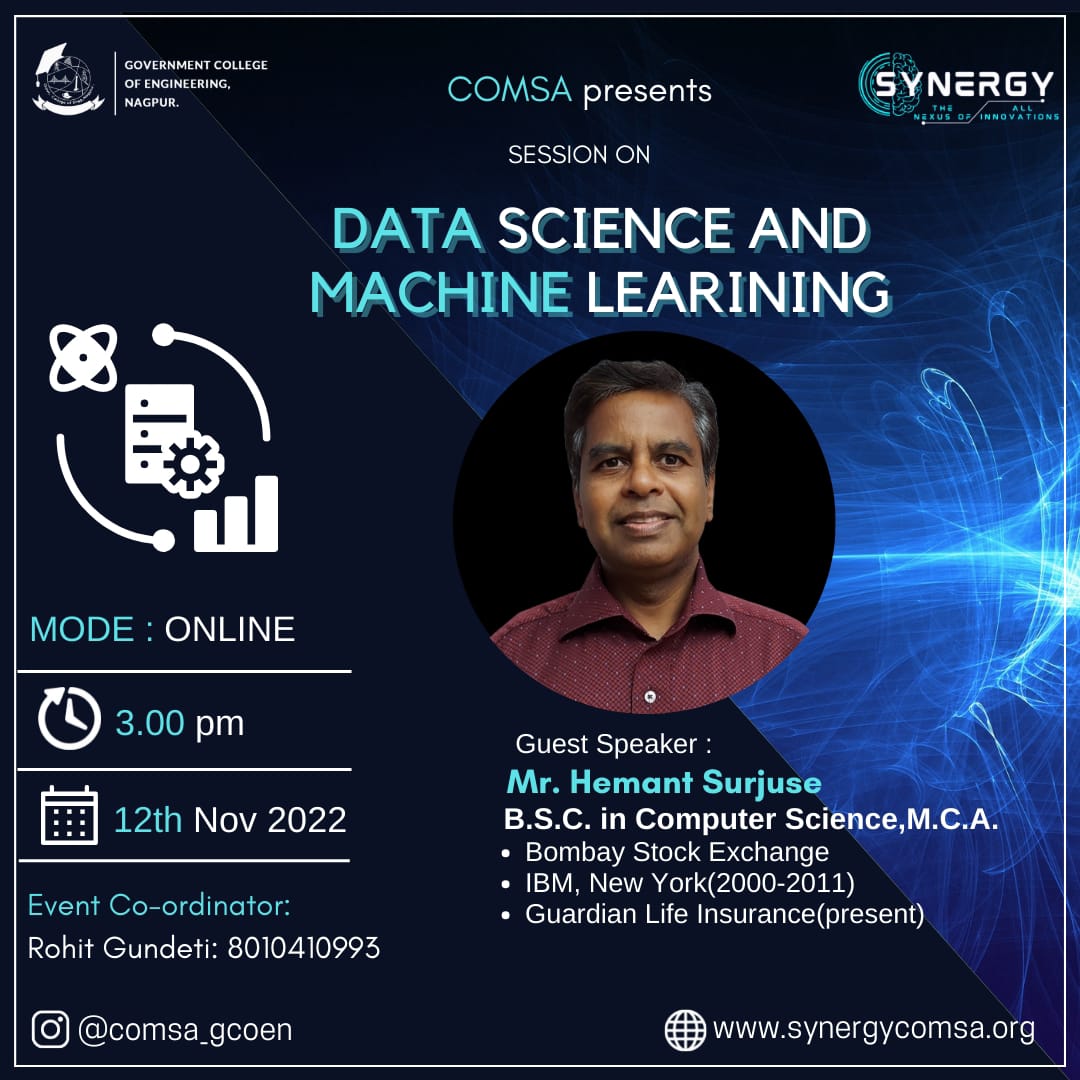 GOVERNMENT COLLEGE
OF ENGINEERING,
NAGPUR.
COMSA presents
SYNERGY
THE ALL
NEXUS OF INNOVATIONS
SESSION ON
DATA SCIENCE AND
MACHINE LEARINING
MODE : ONLINE
3.00 pm
12th Nov 2022
Event Co-ordinator:
Rohit Gundeti: 8010410993
Guest Speaker :
Mr. Hemant Surjuse
B.S.C. in Computer Science,M.C.A.
• Bombay Stock Exchange
• IBM, New York(2000-2011)
• Guardian Life Insurance(present)
@comsa_gcoen
www.synergycomsa.org